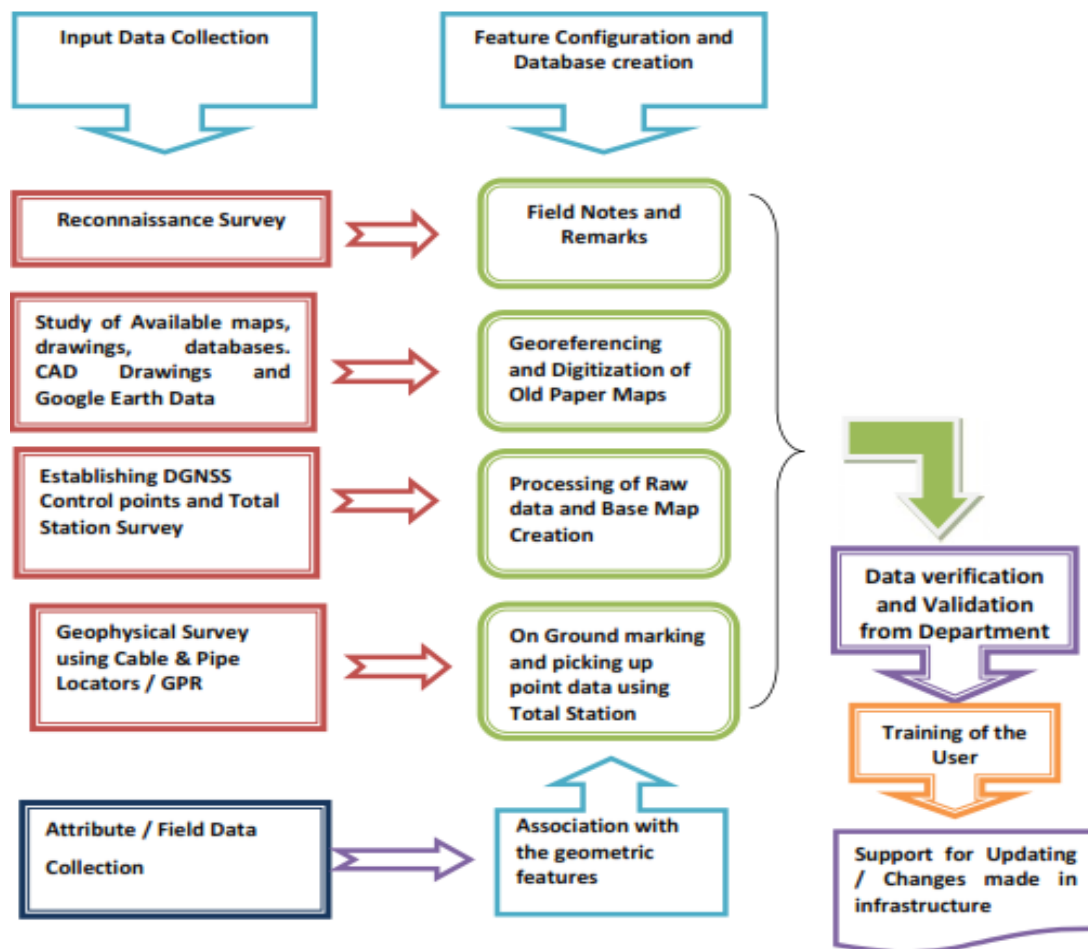 Input Data Collection
Feature Configuration and
Database creation
Reconnaissance Survey
Field Notes and
Remarks
Study of Available maps,
drawings, databases.
CAD Drawings and
Google Earth Data
Georeferencing
and Digitization of
Old Paper Maps
Establishing DGNSS
Control points and Total
Station Survey
Processing of Raw
data and Base Map
Creation
Geophysical Survey
using Cable & Pipe
Locators / GPR
On Ground marking
and picking up
point data using
Total Station
Attribute / Field Data
Collection
Association with
the geometric
features
Data verification
and Validation
from Department
Training of the
User
Support for Updating
/ Changes made in
infrastructure